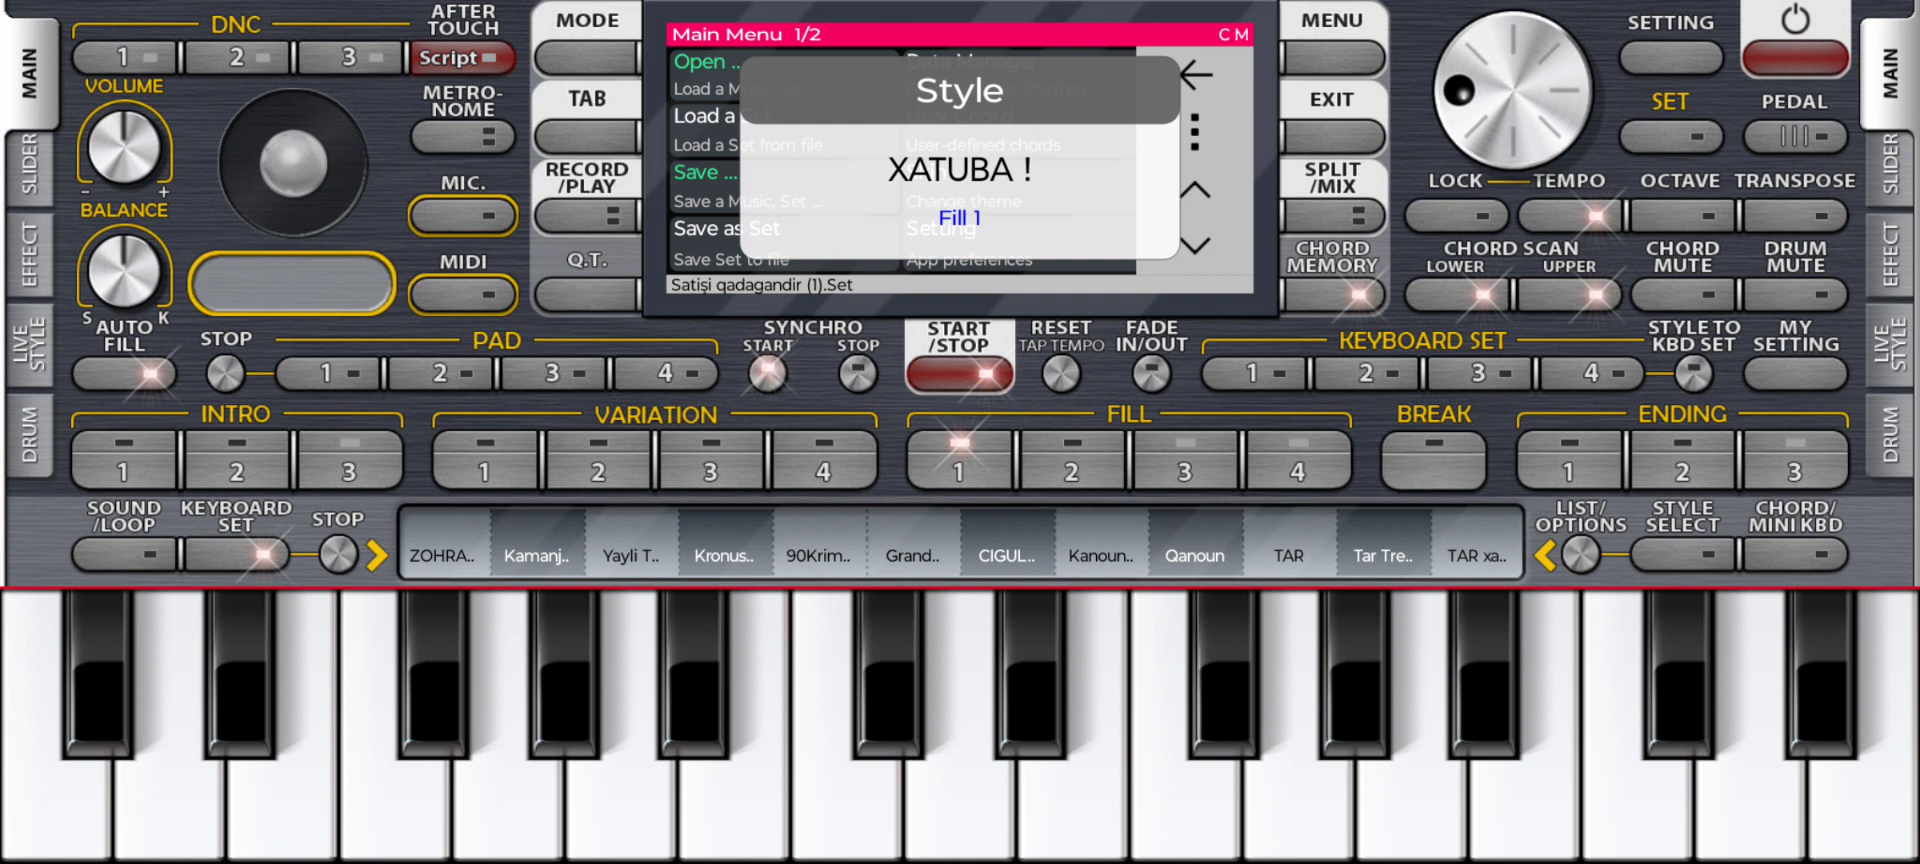 DNC
AFTER
TOUCH
1
2
3
Script
MAIN
VOLUME
- +
METRO-
NOME
SLIDER
BALANCE
S K
MIC.
EFFECT
MIDI
LIVE
STYLE
DRUM
MODE
TAB
RECORD
/PLAY
Q.T.
Main Menu 1/2
C M
Open ..
Data Manager
Load a M
Load a
Load a Set from file
User-defined chords
Save ...
Save a Music, Set ...
Change theme
Save as Set
Setting
Save Set to file
App preferences
Style
XATUBA !
Fill 1
Satişi qadagandir (1).Set
MENU
EXIT
SPLIT
/MIX
CHORD
MEMORY
SETTING
SET
PEDAL
MAIN
LOCK
TEMPO
OCTAVE
TRANSPOSE
SLIDER
CHORD SCAN
LOWER
UPPER
CHORD
MUTE
DRUM
MUTE
EFFECT
LIVE
STYLE
DRUM
AUTO
FILL
STOP
PAD
1
2
3
4
SYNCHRO
START
STOP
START
/STOP
RESET
TAP TEMPO
FADE
IN/OUT
KEYBOARD SET
1
2
3
4
STYLE TO
KBD SET
MY
SETTING
INTRO
1
2
3
VARIATION
1
2
3
4
FILL
1
2
3
4
BREAK
ENDING
1
2
3
SOUND
/LOOP
KEYBOARD
SET
STOP
ZOHRA..
Kamanj..
Yayli T..
Kronus..
90Krim..
Grand..
CIGUL..
Kanoun..
Qanoun
TAR
Tar Tre..
TAR xa..
LIST/
OPTIONS
STYLE
SELECT
CHORD/
MINI KBD